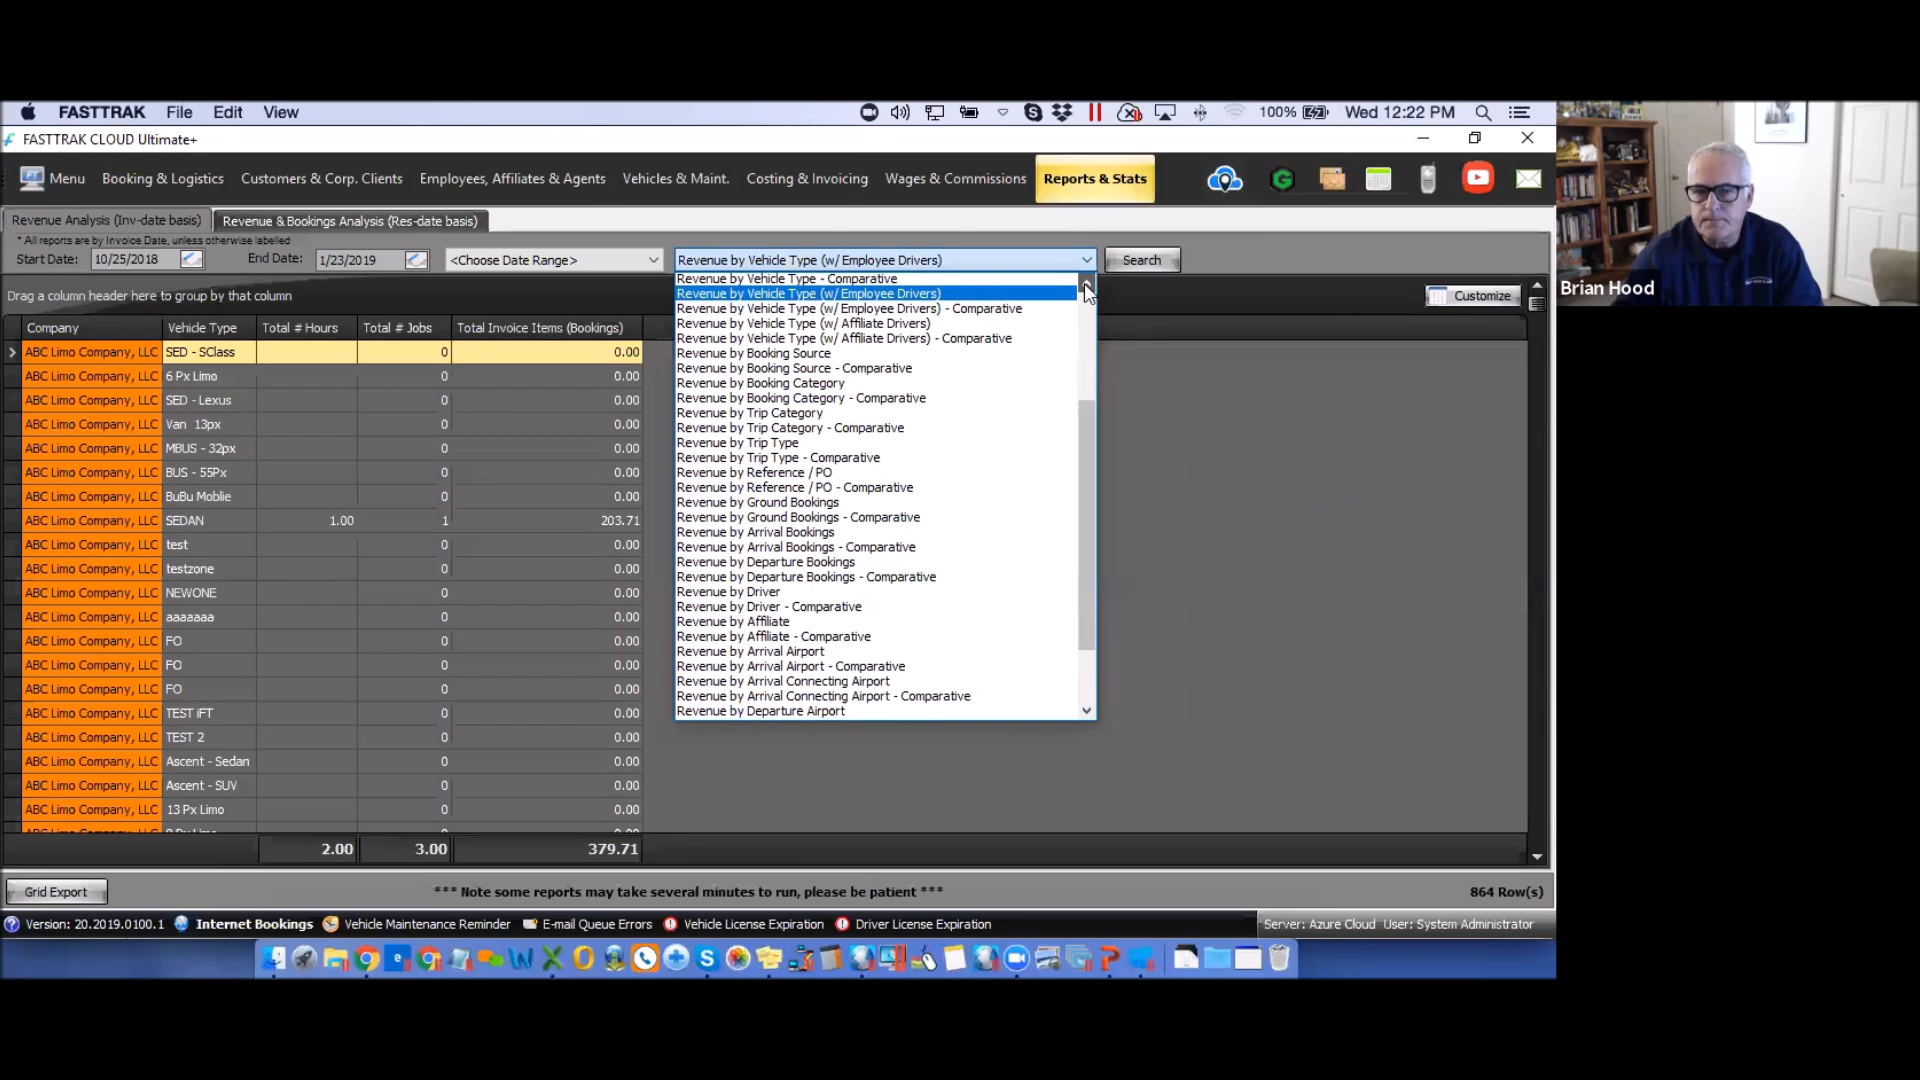 FASTTRAK File Edit View
100% Wed 12:22 PM
FASTTRAK CLOUD Ultimate+
Menu Booking & Logistics Customers & Corp. Clients Employees, Affiliates & Agents Vehicles & Maint. Costing & Invoicing Wages & Commissions Reports & Stats
Revenue Analysis (Inv-date basis) Revenue & Bookings Analysis (Res-date basis)
* All reports are by Invoice Date, unless otherwise labelled
Start Date: 10/25/2018 End Date: 1/23/2019 <Choose Date Range> Revenue by Vehicle Type (w/ Employee Drivers) Search
Drag a column header here to group by that column
Customize
Brian Hood
Company Vehicle Type Total # Hours Total # Jobs Total Invoice Items (Bookings)
ABC Limo Company, LLC SED - SClass 0 0.00
ABC Limo Company, LLC 6 Px Limo 0 0.00
ABC Limo Company, LLC SED - Lexus 0 0.00
ABC Limo Company, LLC Van 13px 0 0.00
ABC Limo Company, LLC MBUS - 32px 0 0.00
ABC Limo Company, LLC BUS - 55Px 0 0.00
ABC Limo Company, LLC BuBu Moblie 0 0.00
ABC Limo Company, LLC SEDAN 1.00 1 203.71
ABC Limo Company, LLC test 0 0.00
ABC Limo Company, LLC testzone 0 0.00
ABC Limo Company, LLC NEWONE 0 0.00
ABC Limo Company, LLC aaaaaaa 0 0.00
ABC Limo Company, LLC FO 0 0.00
ABC Limo Company, LLC FO 0 0.00
ABC Limo Company, LLC FO 0 0.00
ABC Limo Company, LLC TEST iFT 0 0.00
ABC Limo Company, LLC TEST 2 0 0.00
ABC Limo Company, LLC Ascent - Sedan 0 0.00
ABC Limo Company, LLC Ascent - SUV 0 0.00
ABC Limo Company, LLC 13 Px Limo 0 0.00
2.00 3.00 379.71
Revenue by Vehicle Type - Comparative
Revenue by Vehicle Type (w/ Employee Drivers)
Revenue by Vehicle Type (w/ Employee Drivers) - Comparative
Revenue by Vehicle Type (w/ Affiliate Drivers)
Revenue by Vehicle Type (w/ Affiliate Drivers) - Comparative
Revenue by Booking Source
Revenue by Booking Source - Comparative
Revenue by Booking Category
Revenue by Booking Category - Comparative
Revenue by Trip Category
Revenue by Trip Category - Comparative
Revenue by Trip Type
Revenue by Trip Type - Comparative
Revenue by Reference / PO
Revenue by Reference / PO - Comparative
Revenue by Ground Bookings
Revenue by Ground Bookings - Comparative
Revenue by Arrival Bookings
Revenue by Arrival Bookings - Comparative
Revenue by Departure Bookings
Revenue by Departure Bookings - Comparative
Revenue by Driver
Revenue by Driver - Comparative
Revenue by Affiliate
Revenue by Affiliate - Comparative
Revenue by Arrival Airport
Revenue by Arrival Airport - Comparative
Revenue by Arrival Connecting Airport
Revenue by Arrival Connecting Airport - Comparative
Revenue by Departure Airport
Grid Export *** Note some reports may take several minutes to run, please be patient *** 864 Row(s)
Version: 20.2019.0100.1 Internet Bookings Vehicle Maintenance Reminder E-mail Queue Errors Vehicle License Expiration Driver License Expiration Server: Azure Cloud User: System Administrator